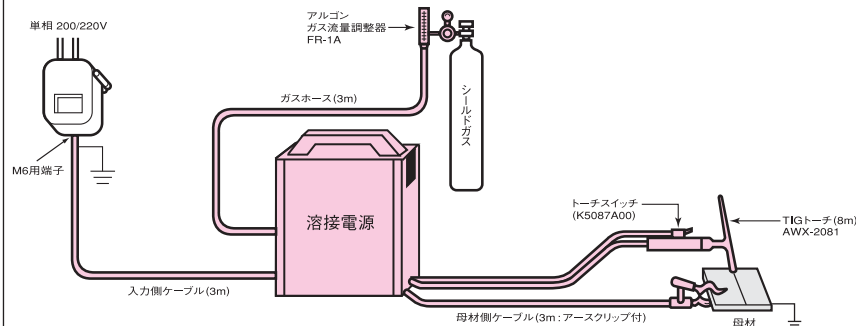 単相 200/220V
アルゴン
ガス流量調整器
FR-1A
ガスホース(3m)
シールドガス
M6用端子
溶接電源
トーチスイッチ
(K5087A00)
TIGトーチ(8m)
AWX-2081
入力側ケーブル(3m)
母材側ケーブル(3m:アースクリップ付)
母材